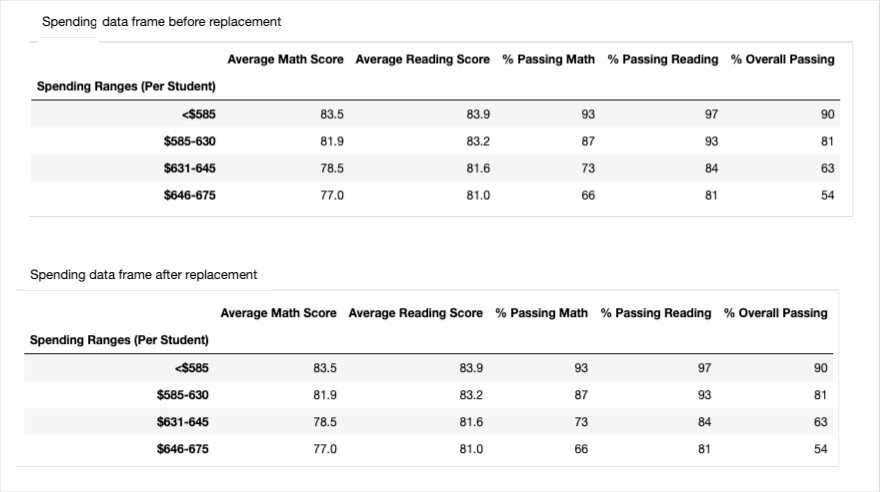 Spending data frame before replacement
Average Math Score Average Reading Score % Passing Math % Passing Reading % Overall Passing
Spending Ranges (Per Student)
<$585 83.5 83.9 93 97 90
$585-630 81.9 83.2 87 93 81
$631-645 78.5 81.6 73 84 63
$646-675 77.0 81.0 66 81 54
Spending data frame after replacement
Average Math Score Average Reading Score % Passing Math % Passing Reading % Overall Passing
Spending Ranges (Per Student)
<$585 83.5 83.9 93 97 90
$585-630 81.9 83.2 87 93 81
$631-645 78.5 81.6 73 84 63
$646-675 77.0 81.0 66 81 54